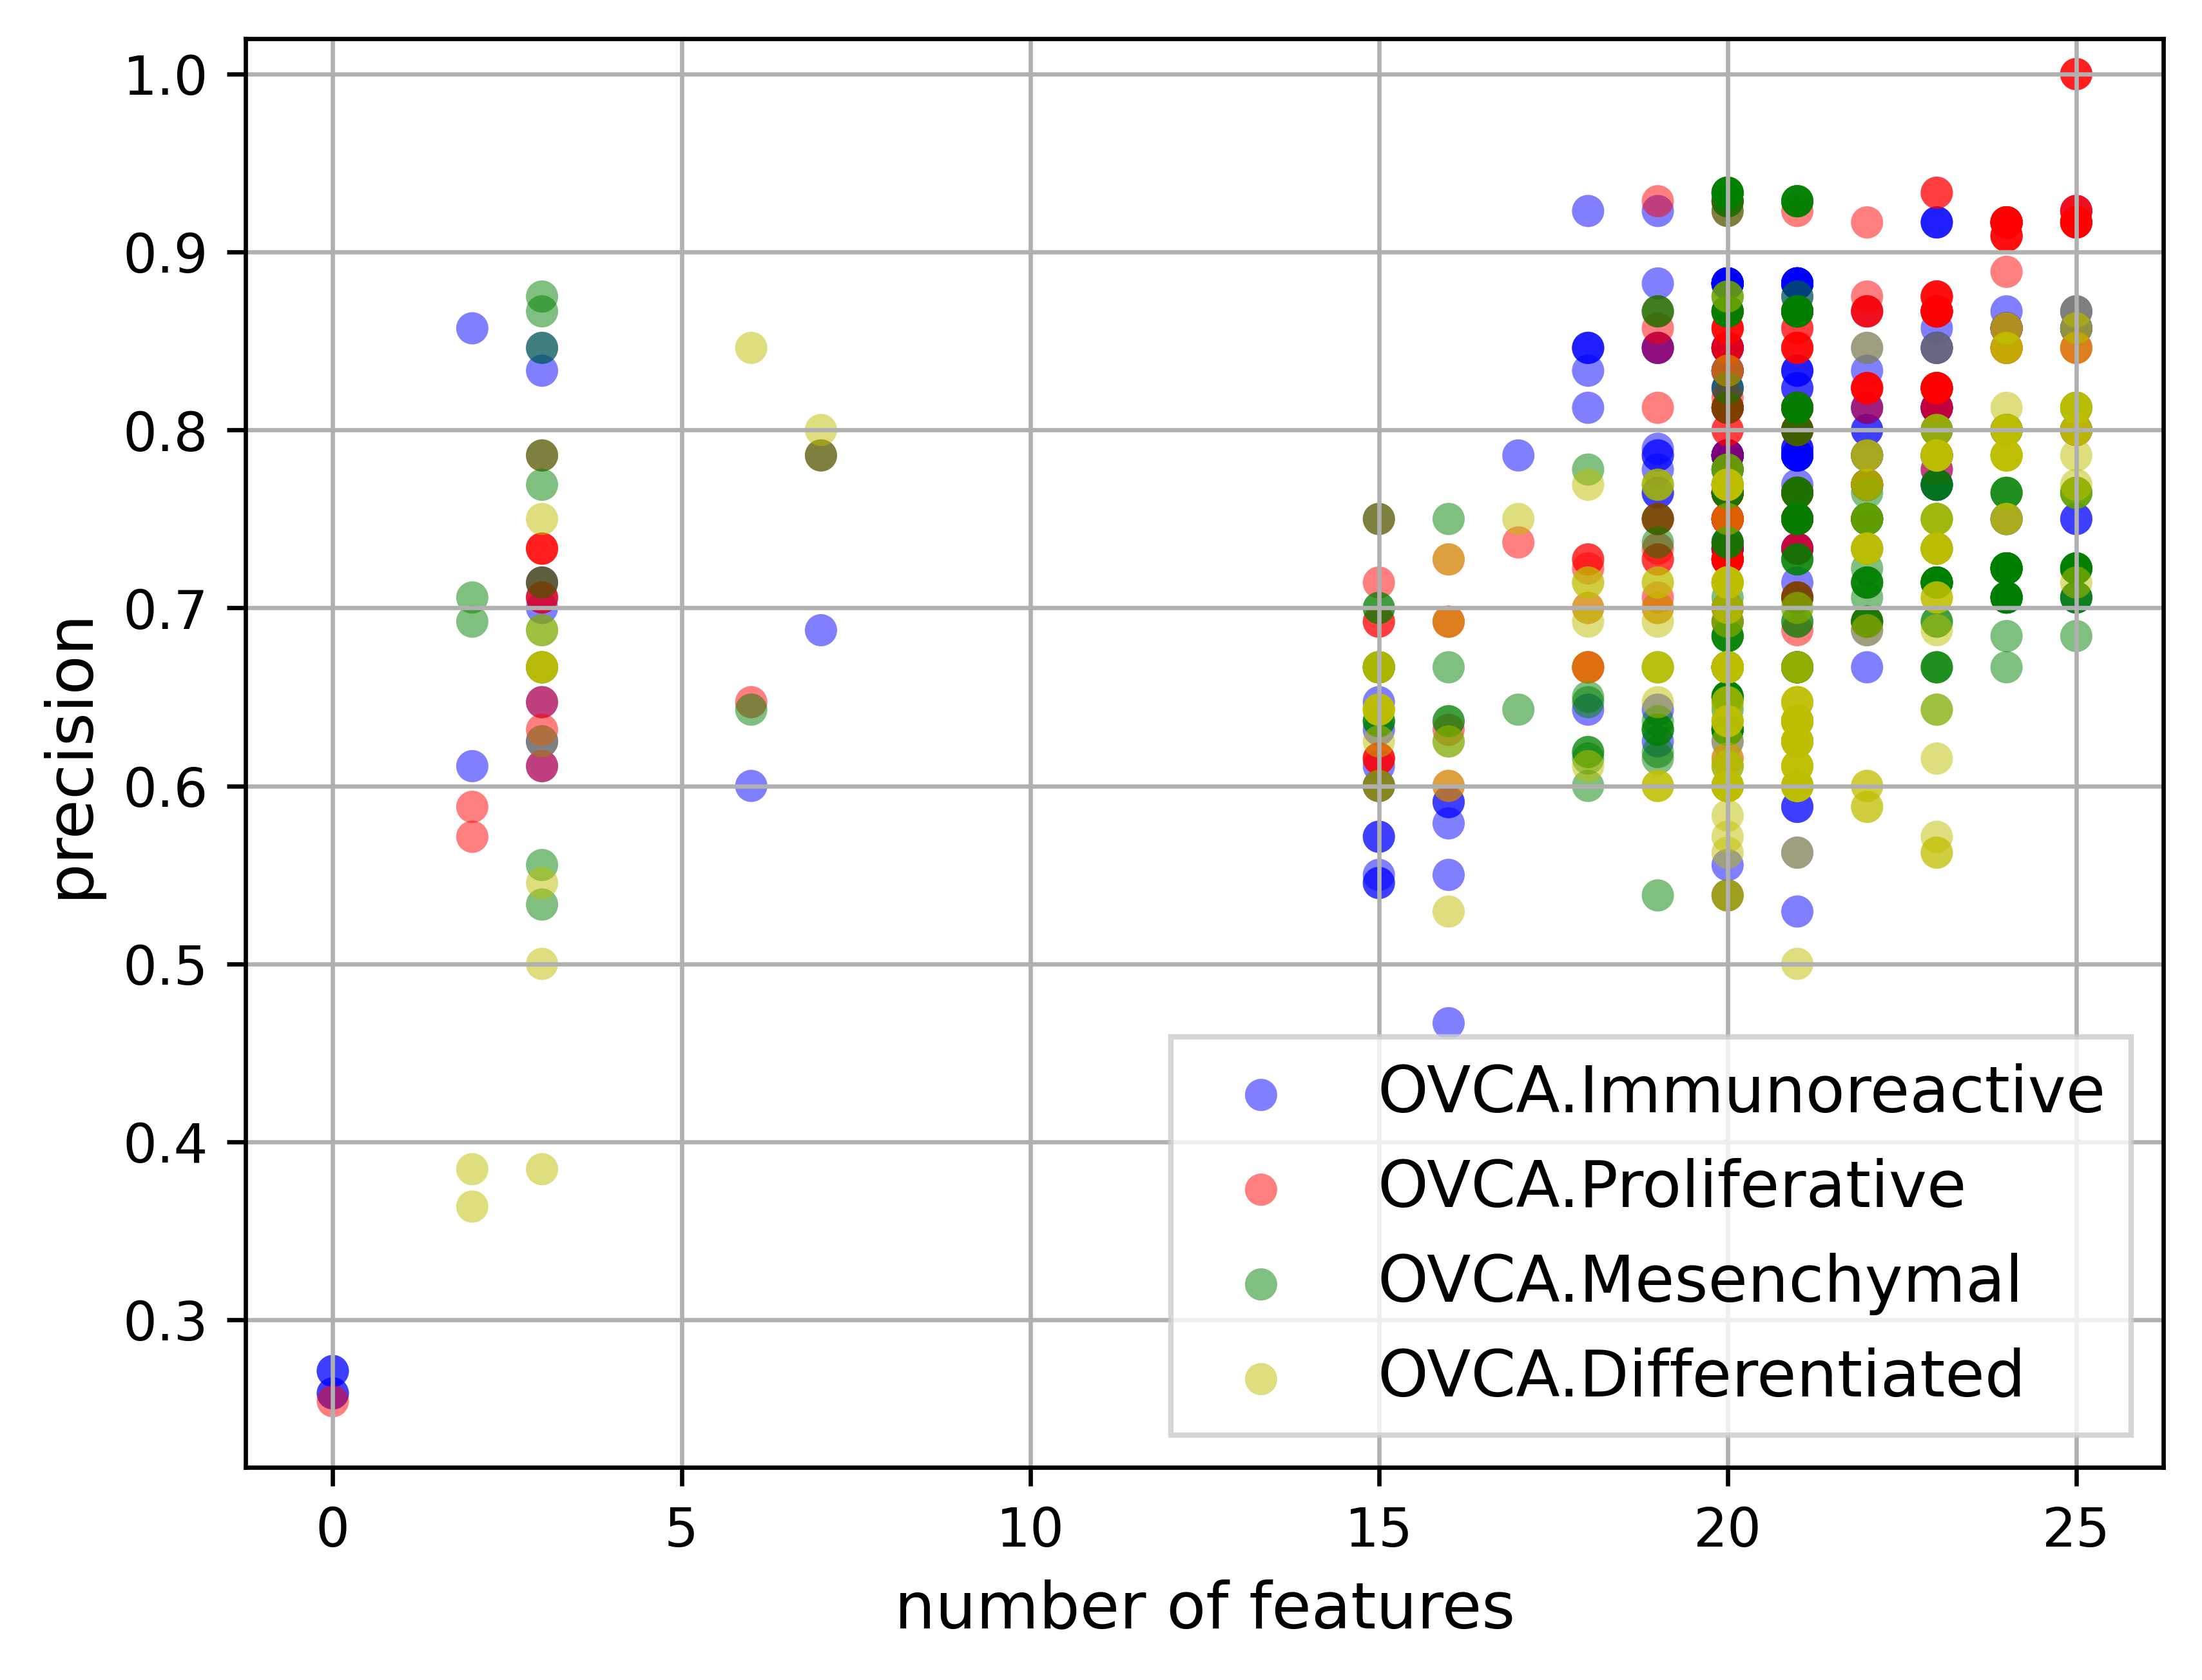 1.0
0.9
0.8
0.7
0.6
0.5
0.4
0.3
precision
OVCA.Immunoreactive
OVCA.Proliferative
OVCA.Mesenchymal
OVCA.Differentiated
0 5 10 15 20 25
number of features